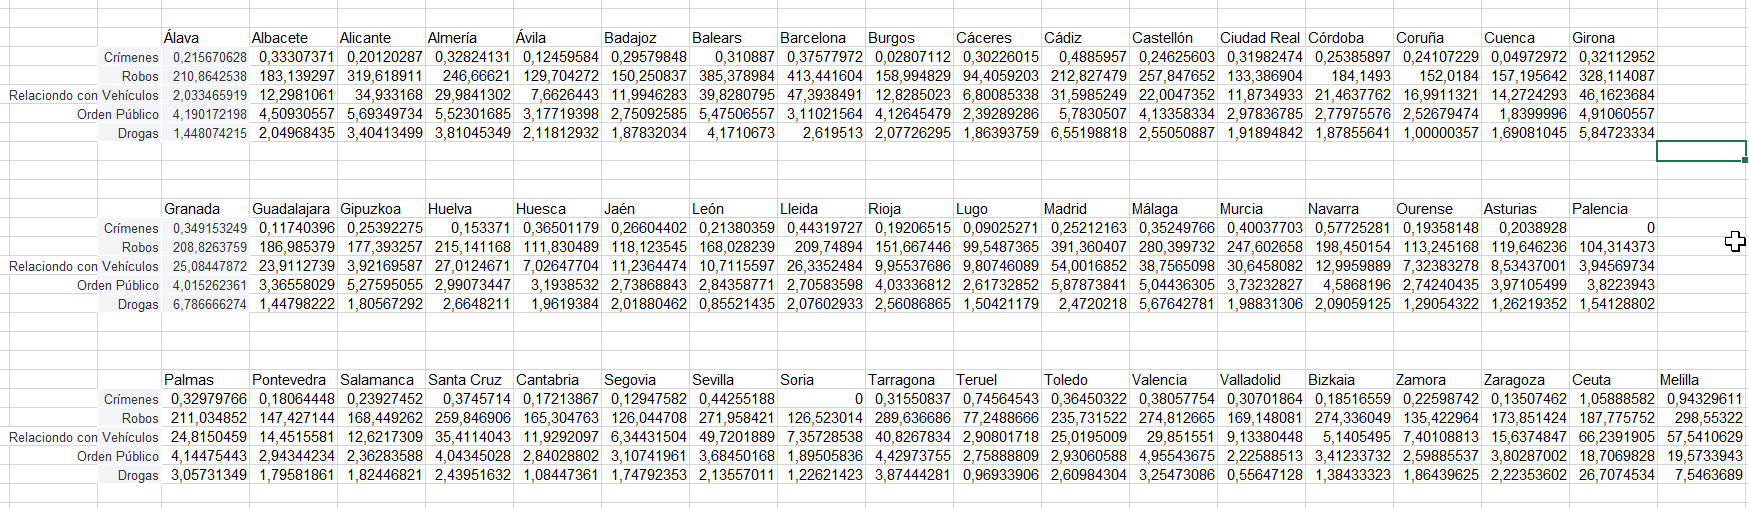 Álava Albacete Alicante Almería Ávila Badajoz Balears Barcelona Burgos Cáceres Cádiz Castellón Ciudad Real Córdoba Coruña Cuenca Girona
Crímenes 0,215670628 0,33307371 0,20120287 0,32824131 0,12459584 0,29579848 0,310887 0,37577972 0,02807112 0,30226015 0,4885957 0,24625603 0,31982474 0,25385897 0,24107229 0,04972972 0,32112952
Robos 210,8642538 183,139297 319,618911 246,66621 129,704272 150,250837 385,378984 413,441604 158,994829 94,4059203 212,827479 257,847652 133,386904 184,1493 152,0184 157,195642 328,114087
Relaciondo con Vehículos 2,033465919 12,2981061 34,933168 29,9841302 7,6626443 11,9946283 39,8280795 47,3938491 12,8285023 6,80085338 31,5985249 22,0047352 11,8734933 21,4637762 16,9911321 14,2724293 46,1623684
Orden Público 4,190172198 4,50930557 5,69349734 5,52301685 3,17719398 2,75092585 5,47506557 3,11021564 4,12645479 2,39289286 5,7830507 4,13358334 2,97836785 2,77975576 2,52679474 1,8399996 4,91060557
Drogas 1,448074215 2,04968435 3,40413499 3,81045349 2,11812932 1,87832034 4,1710673 2,619513 2,07726295 1,86393759 6,55198818 2,55050887 1,91894842 1,87855641 1,00000357 1,69081045 5,84723334
Granada Guadalajara Gipuzkoa Huelva Huesca Jaén León Lleida Rioja Lugo Madrid Málaga Murcia Navarra Ourense Asturias Palencia
Crímenes 0,349153249 0,11740396 0,25392275 0,153371 0,36501179 0,26604402 0,21380359 0,44319727 0,19206515 0,09025271 0,25212163 0,35249766 0,40037703 0,57725281 0,19358148 0,2038928 0
Robos 208,8263759 186,985379 177,393257 215,141168 111,830489 118,123545 168,028239 209,74894 151,667446 99,5487365 391,360407 280,399732 247,602658 198,450154 113,245168 119,646236 104,314373
Relaciondo con Vehículos 25,08447872 23,9112739 3,92169587 27,0124671 7,02647704 11,2364474 10,7115597 26,3352484 9,95537686 9,80746089 54,0016852 38,7565098 30,6458082 12,9959889 7,32383278 8,53437001 3,94569734
Orden Público 4,015262361 3,36558029 5,27595055 2,99073447 3,1938532 2,73868843 2,84358771 2,70583598 4,03336812 2,61732852 5,87873841 5,04436305 3,73232827 4,5868196 2,74240435 3,97105499 3,8223943
Drogas 6,786666274 1,44798222 1,80567292 2,6648211 1,9619384 2,01880462 0,85521435 2,07602933 2,56086865 1,50421179 2,4720218 5,67642781 1,98831306 2,09059125 1,29054322 1,26219352 1,54128802
Palmas Pontevedra Salamanca Santa Cruz Cantabria Segovia Sevilla Soria Tarragona Teruel Toledo Valencia Valladolid Bizkaia Zamora Zaragoza Ceuta Melilla
Crímenes 0,32979766 0,18064448 0,23927452 0,3745714 0,17213867 0,12947582 0,44255188 0 0,31550837 0,74564543 0,36450322 0,38057754 0,30701864 0,18516559 0,22598742 0,13507462 1,05888582 0,94329611
Robos 211,034852 147,427144 168,449262 259,846906 165,304763 126,044708 271,958421 126,523014 289,636686 77,2488666 235,731522 274,812665 169,148081 274,336049 135,422964 173,851424 187,775752 298,55322
Relaciondo con Vehículos 24,8150459 14,4515581 12,6217309 35,4114043 11,9292097 6,34431504 49,7201889 7,35728538 40,8267834 2,90801718 25,0195009 29,851551 9,13380448 5,1405495 7,40108813 15,6374847 66,2391905 57,5410629
Orden Público 4,14475443 2,94344234 2,36283588 4,04345028 2,84028802 3,10741961 3,68450168 1,89505836 4,42973755 2,75888809 2,93060588 4,95543675 2,22588513 3,41233732 2,59885537 3,80287002 18,7069828 19,5733943
Drogas 3,05731349 1,79581861 1,82446821 2,43951632 1,08447361 1,74792353 2,13557011 1,22621423 3,87444281 0,96933906 2,60984304 3,25473086 0,55647128 1,38433323 1,86439625 2,22353602 26,7074534 7,5463689